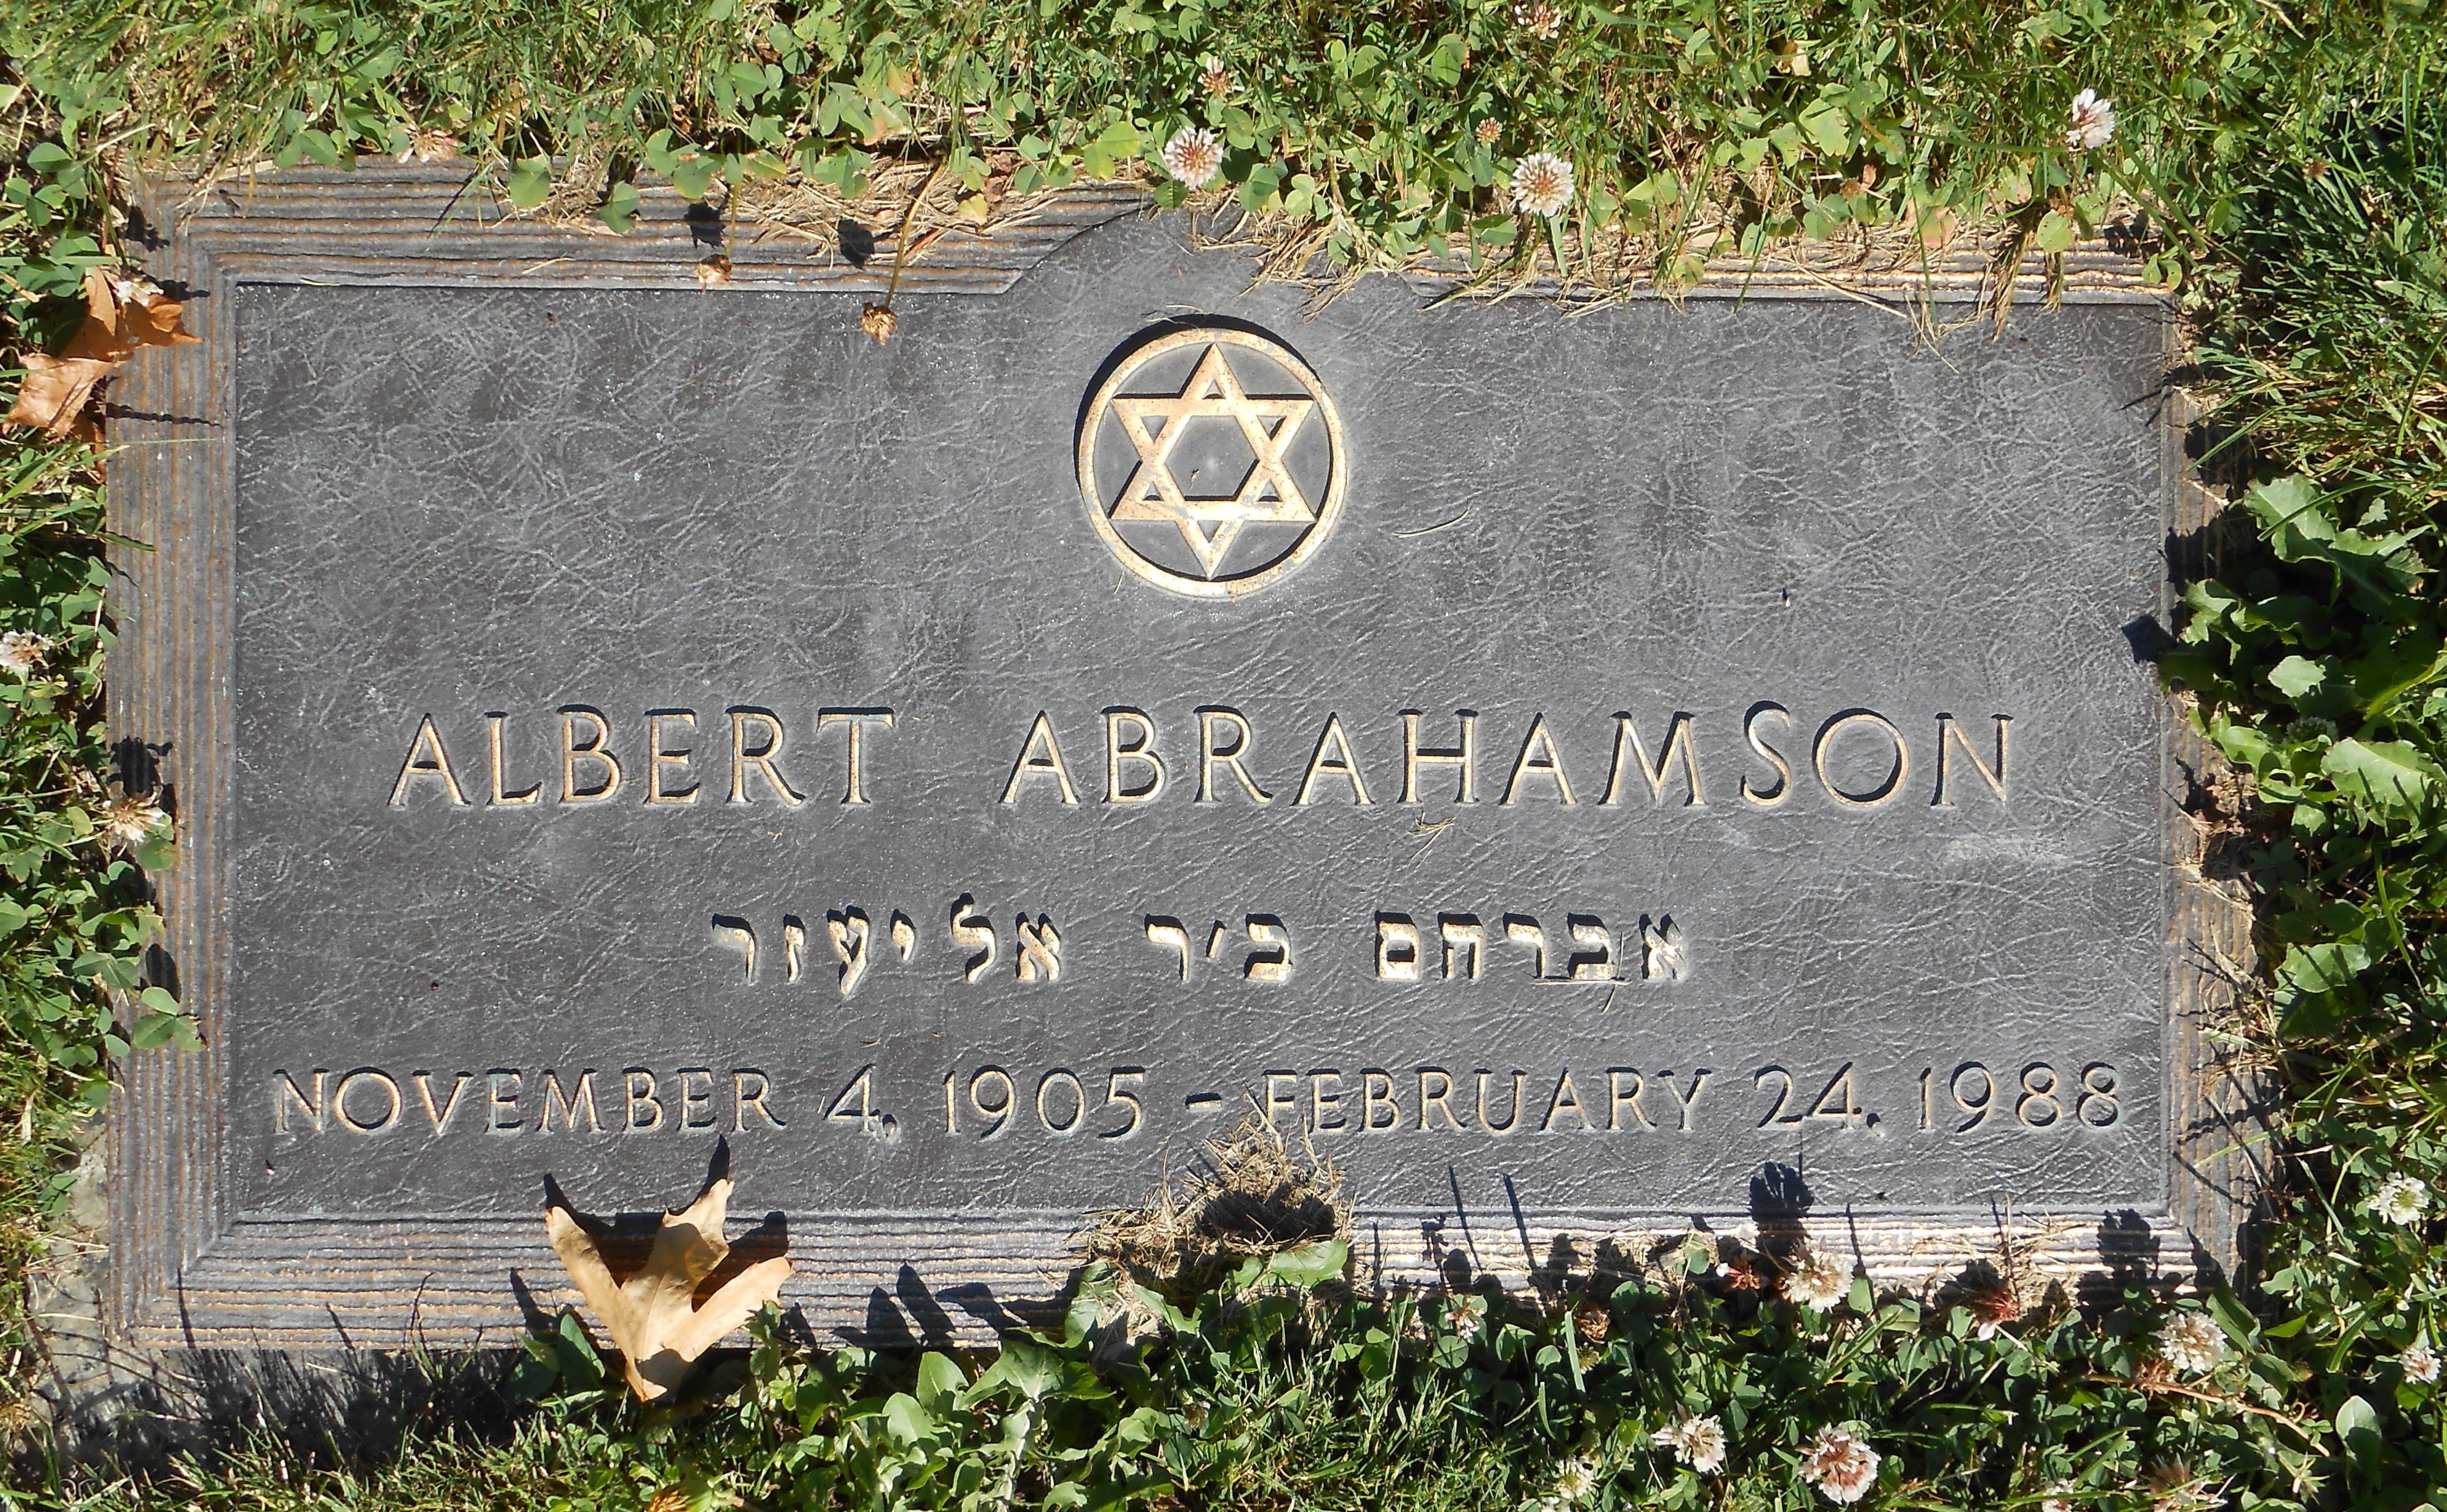 ALBERT ABRAHAMSON
אברהם ב׳ר אליעזר
NOVEMBER 4, 1905 - FEBRUARY 24, 1988